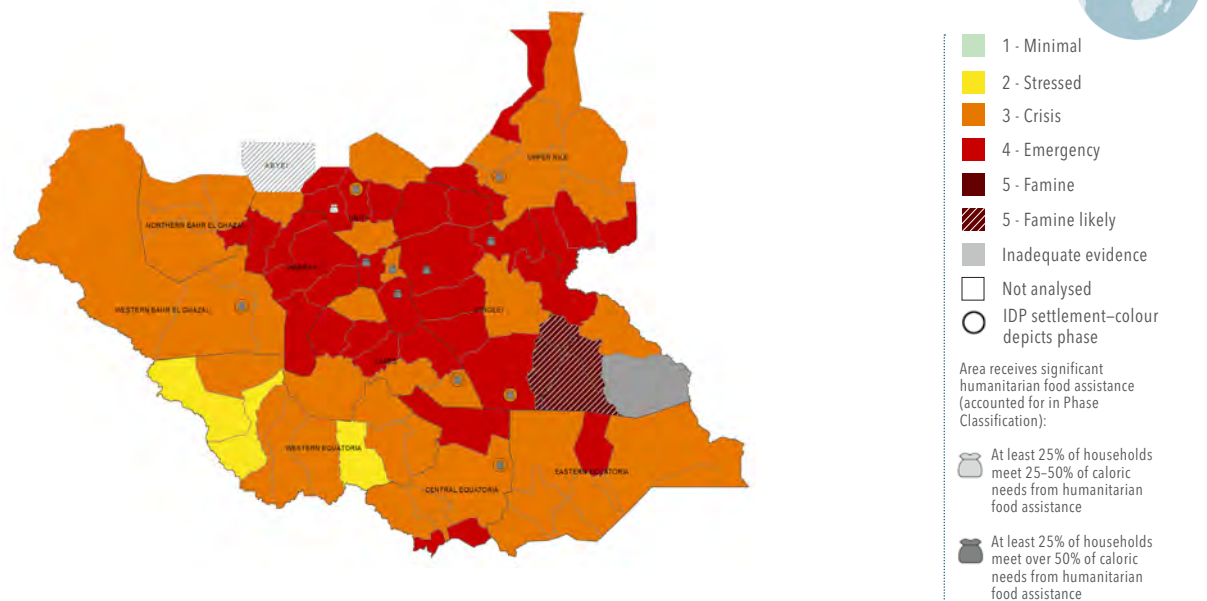 ABYEI
UPPER NILE
NORTHERN BAHR EL GHAZAL
UNITY
WARRAP
WESTERN BAHR EL GHAZAL
JONGLEI
LAKES
WESTERN EQUATORIA
EASTERN EQUATORIA
CENTRAL EQUATORIA
1 - Minimal
2 - Stressed
3 - Crisis
4 - Emergency
5 - Famine
5 - Famine likely
Inadequate evidence
Not analysed
IDP settlement–colour
depicts phase
Area receives significant
humanitarian food assistance
(accounted for in Phase
Classification):
At least 25% of households
meet 25–50% of caloric
needs from humanitarian
food assistance
At least 25% of households
meet over 50% of caloric
needs from humanitarian
food assistance